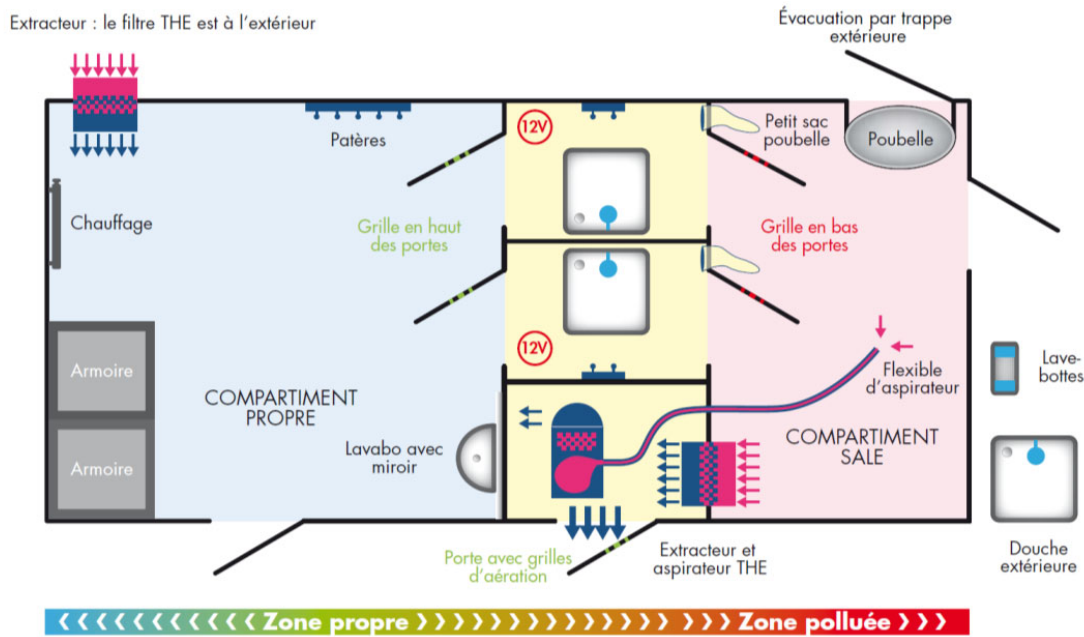 Extracteur : le filtre THE est à l'extérieur
Évacuation par trappe
extérieure
Patères
12V
Petit sac
poubelle
Poubelle
Chauffage
Grille en haut
des portes
Grille en bas
des portes
12V
Armoire
COMPARTIMENT
PROPRE
Flexible
d'aspirateur
Lave-
bottes
Armoire
Lavabo avec
miroir
COMPARTIMENT
SALE
Porte avec grilles
d'aération
Extracteur et
aspirateur THE
Douche
extérieure
❮ ❮ ❮ ❮ ❮ ❮ ❮ ❮ ❮ ❮ ❮ Zone propre ❯ ❯ ❯ ❯ ❯ ❯ ❯ ❯ ❯ ❯ ❯ ❯ ❯ ❯ ❯ ❯ Zone polluée ❯ ❯ ❯